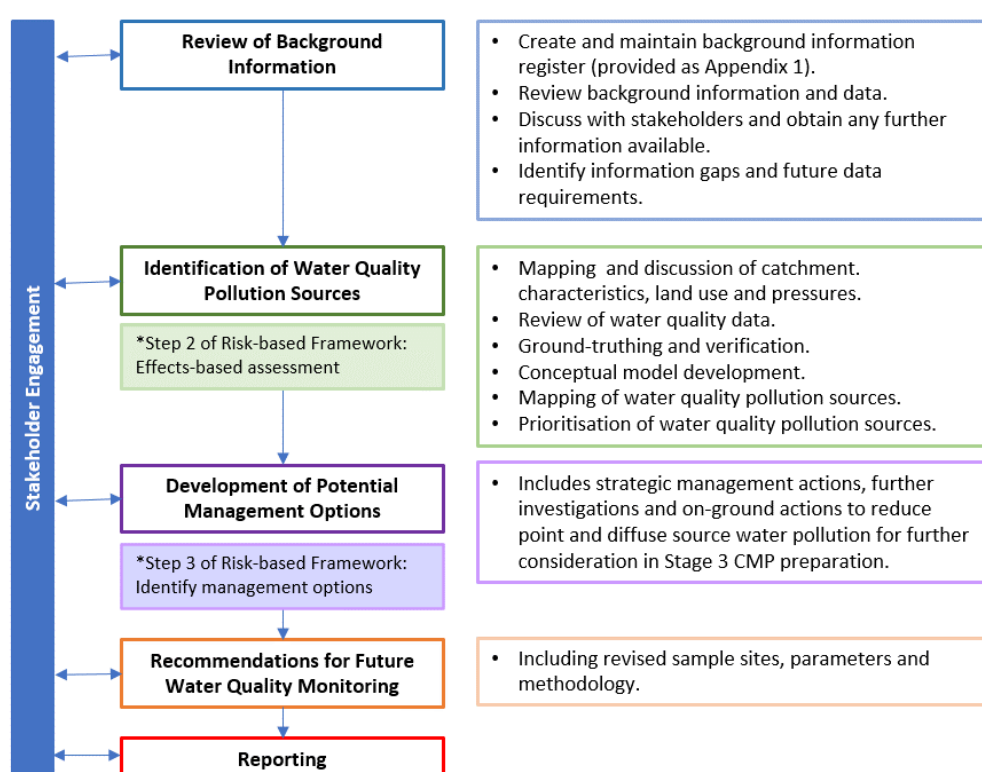 Stakeholder Engagement
Review of Background
Information
• Create and maintain background information
register (provided as Appendix 1).
• Review background information and data.
• Discuss with stakeholders and obtain any further
information available.
• Identify information gaps and future data
requirements.
Identification of Water Quality
Pollution Sources
*Step 2 of Risk-based Framework:
Effects-based assessment
• Mapping and discussion of catchment.
characteristics, land use and pressures.
• Review of water quality data.
• Ground-truthing and verification.
• Conceptual model development.
• Mapping of water quality pollution sources.
• Prioritisation of water quality pollution sources.
Development of Potential
Management Options
*Step 3 of Risk-based Framework:
Identify management options
• Includes strategic management actions, further
investigations and on-ground actions to reduce
point and diffuse source water pollution for further
consideration in Stage 3 CMP preparation.
Recommendations for Future
Water Quality Monitoring
• Including revised sample sites, parameters and
methodology.
Reporting